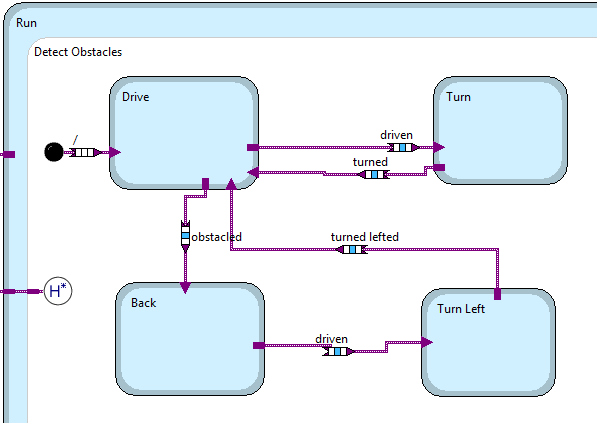 Run
Detect Obstacles
Drive
Turn
/
driven
turned
obstacled
turned lefted
H*
Back
Turn Left
driven